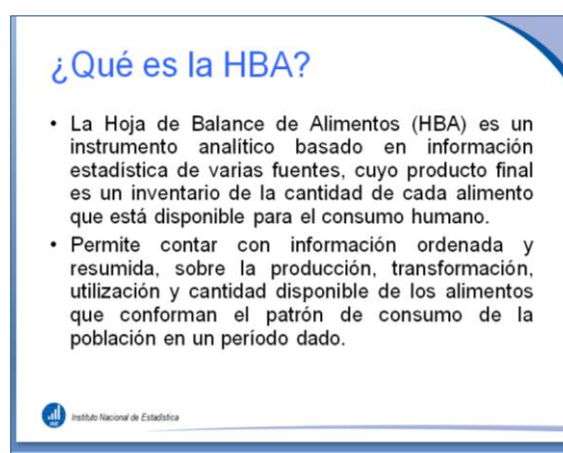 ¿Qué es la HBA?
• La Hoja de Balance de Alimentos (HBA) es un
instrumento analítico basado en información
estadística de varias fuentes, cuyo producto final
es un inventario de la cantidad de cada alimento
que está disponible para el consumo humano.
• Permite contar con información ordenada y
resumida, sobre la producción, transformación,
utilización y cantidad disponible de los alimentos
que conforman el patrón de consumo de la
población en un período dado.
Instituto Nacional de Estadística